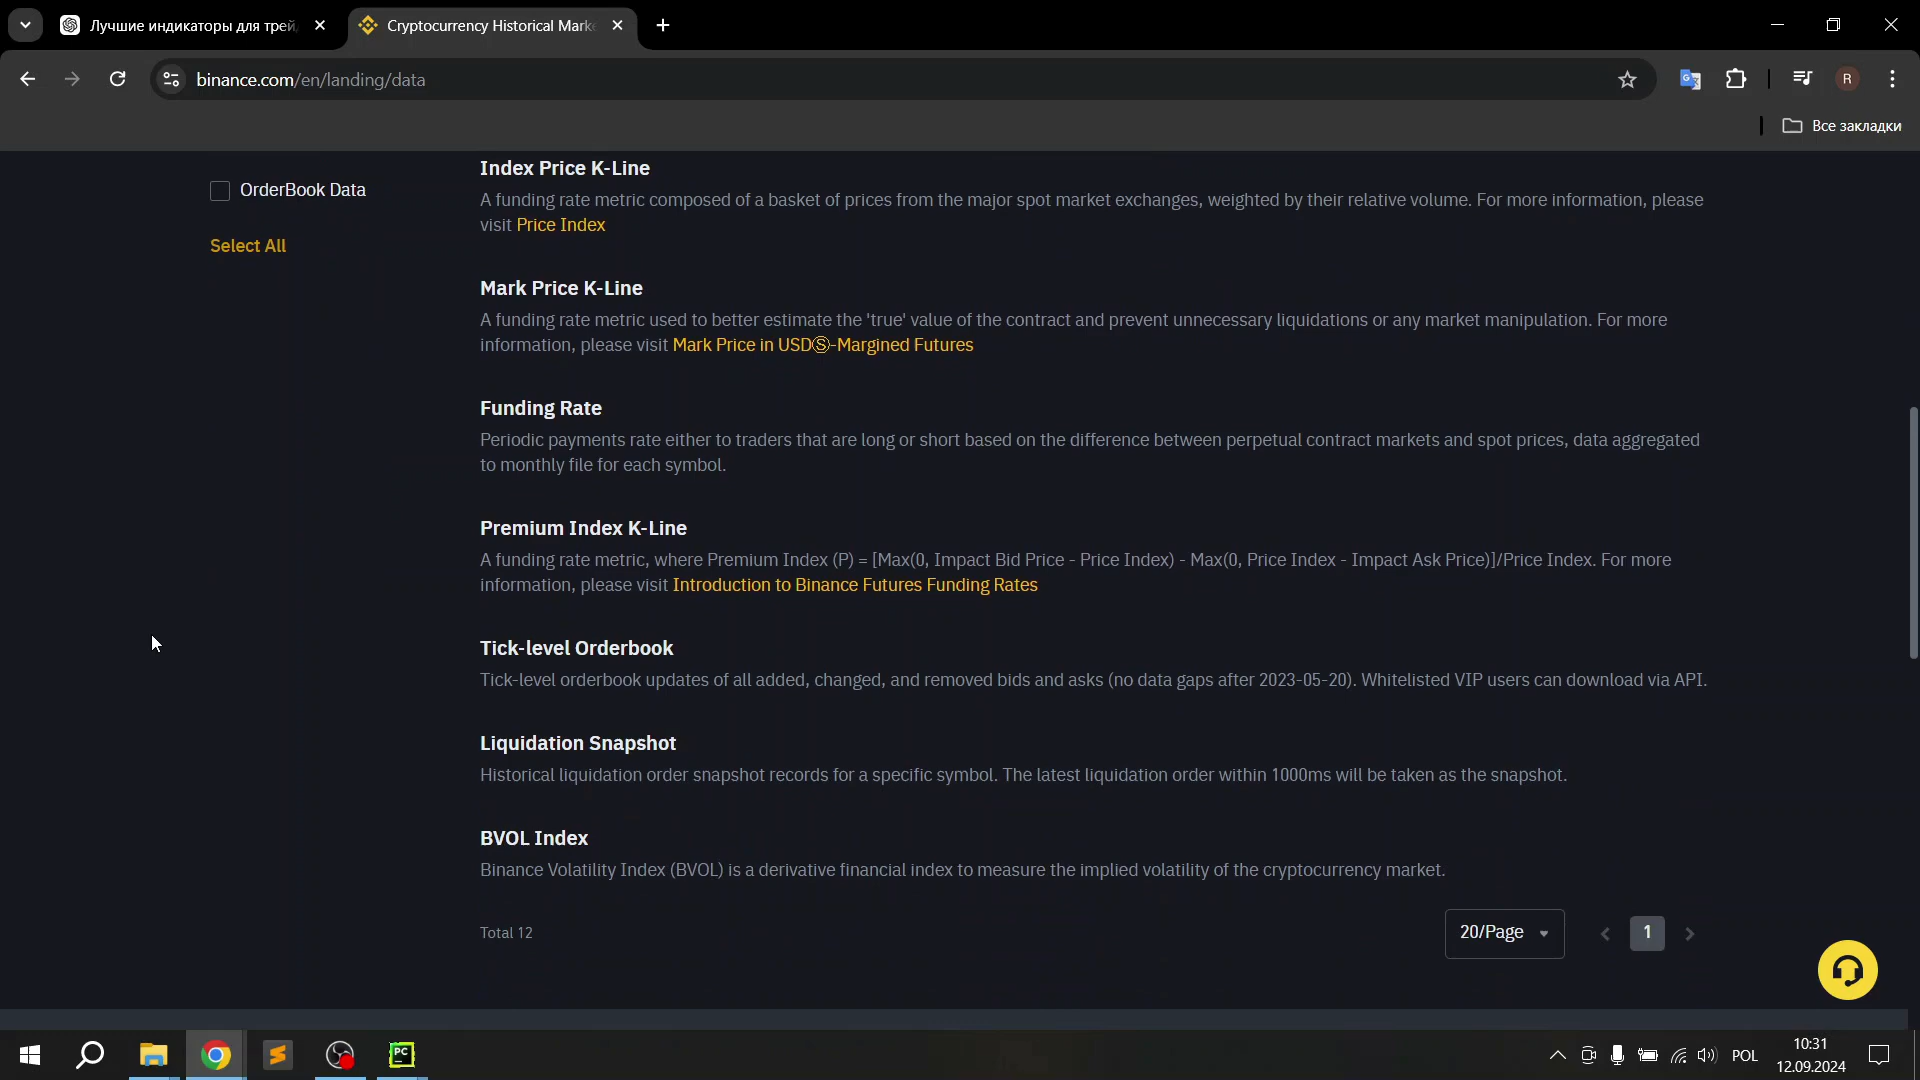 Лучшие индикаторы для трей
Cryptocurrency Historical Mark
binance.com/en/landing/data
R
Все закладки
OrderBook Data
Select All
Index Price K-Line
A funding rate metric composed of a basket of prices from the major spot market exchanges, weighted by their relative volume. For more information, please
visit Price Index
Mark Price K-Line
A funding rate metric used to better estimate the 'true' value of the contract and prevent unnecessary liquidations or any market manipulation. For more
information, please visit Mark Price in USDⓈ-Margined Futures
Funding Rate
Periodic payments rate either to traders that are long or short based on the difference between perpetual contract markets and spot prices, data aggregated
to monthly file for each symbol.
Premium Index K-Line
A funding rate metric, where Premium Index (P) = [Max(0, Impact Bid Price - Price Index) - Max(0, Price Index - Impact Ask Price)]/Price Index. For more
information, please visit Introduction to Binance Futures Funding Rates
Tick-level Orderbook
Tick-level orderbook updates of all added, changed, and removed bids and asks (no data gaps after 2023-05-20). Whitelisted VIP users can download via API.
Liquidation Snapshot
Historical liquidation order snapshot records for a specific symbol. The latest liquidation order within 1000ms will be taken as the snapshot.
BVOL Index
Binance Volatility Index (BVOL) is a derivative financial index to measure the implied volatility of the cryptocurrency market.
Total 12
20/Page
1
PC
POL
10:31
12.09.2024